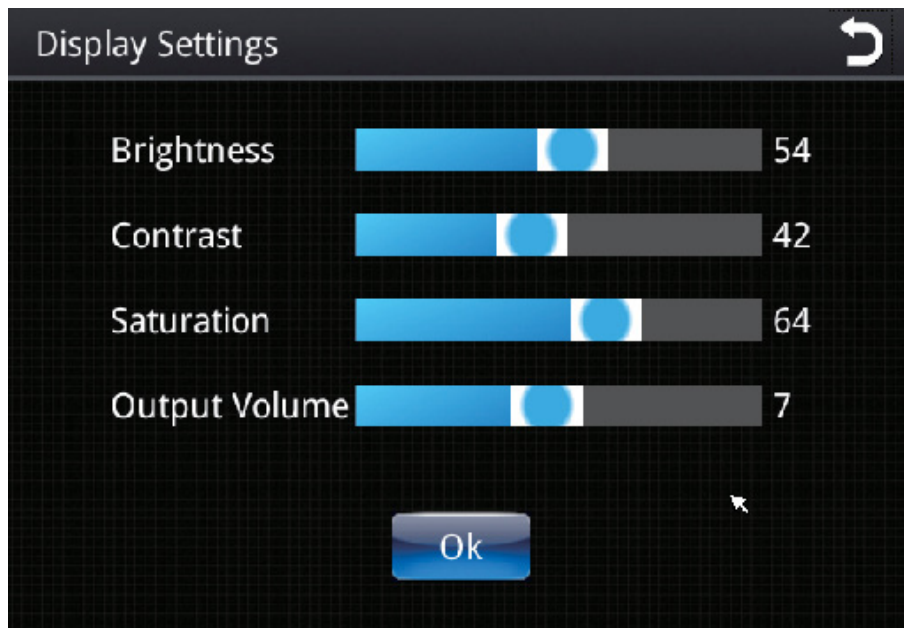 Display Settings
Brightness 54
Contrast 42
Saturation 64
Output Volume 7
Ok